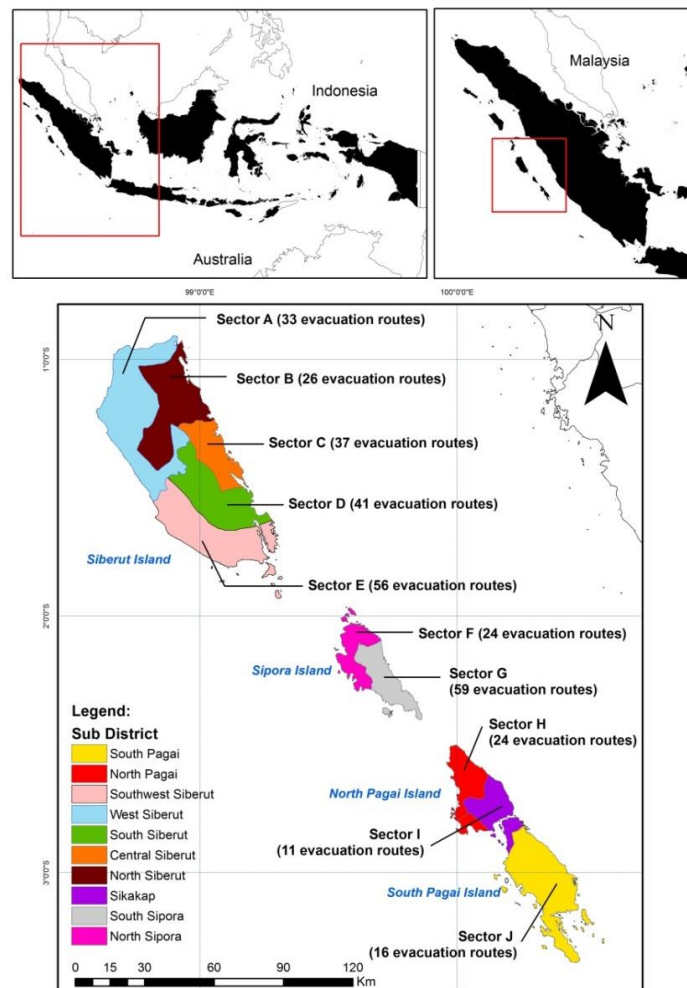 Indonesia
Australia
Malaysia
99°0'0"E
100°0'0"E
N
1°0'0"S
2°0'0"S
3°0'0"S
Sector A (33 evacuation routes)
Sector B (26 evacuation routes)
Sector C (37 evacuation routes)
Sector D (41 evacuation routes)
Siberut Island
Sector E (56 evacuation routes)
Sector F (24 evacuation routes)
Sipora Island
Sector G
(59 evacuation routes)
Sector H
(24 evacuation routes)
North Pagai Island
Sector I
(11 evacuation routes)
South Pagai Island
Sector J
(16 evacuation routes)
Legend:
Sub District
South Pagai
North Pagai
Southwest Siberut
West Siberut
South Siberut
Central Siberut
North Siberut
Sikakap
South Sipora
North Sipora
0 15 30 60 90 120
Km